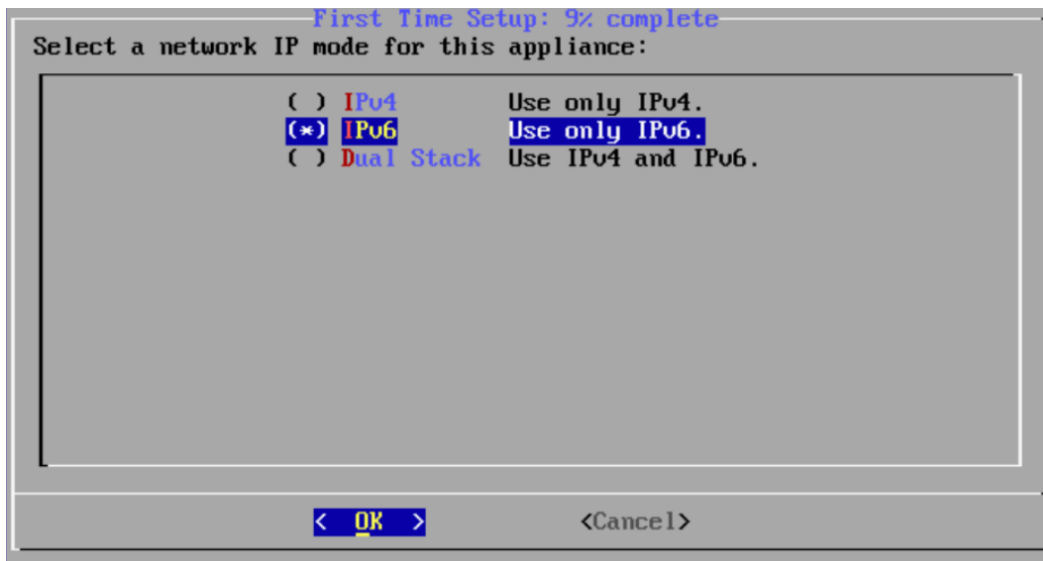 First Time Setup: 9% complete
Select a network IP mode for this appliance:
( ) IPv4 Use only IPv4.
(*) IPv6 Use only IPv6.
( ) Dual Stack Use IPv4 and IPv6.
< OK > <Cancel>